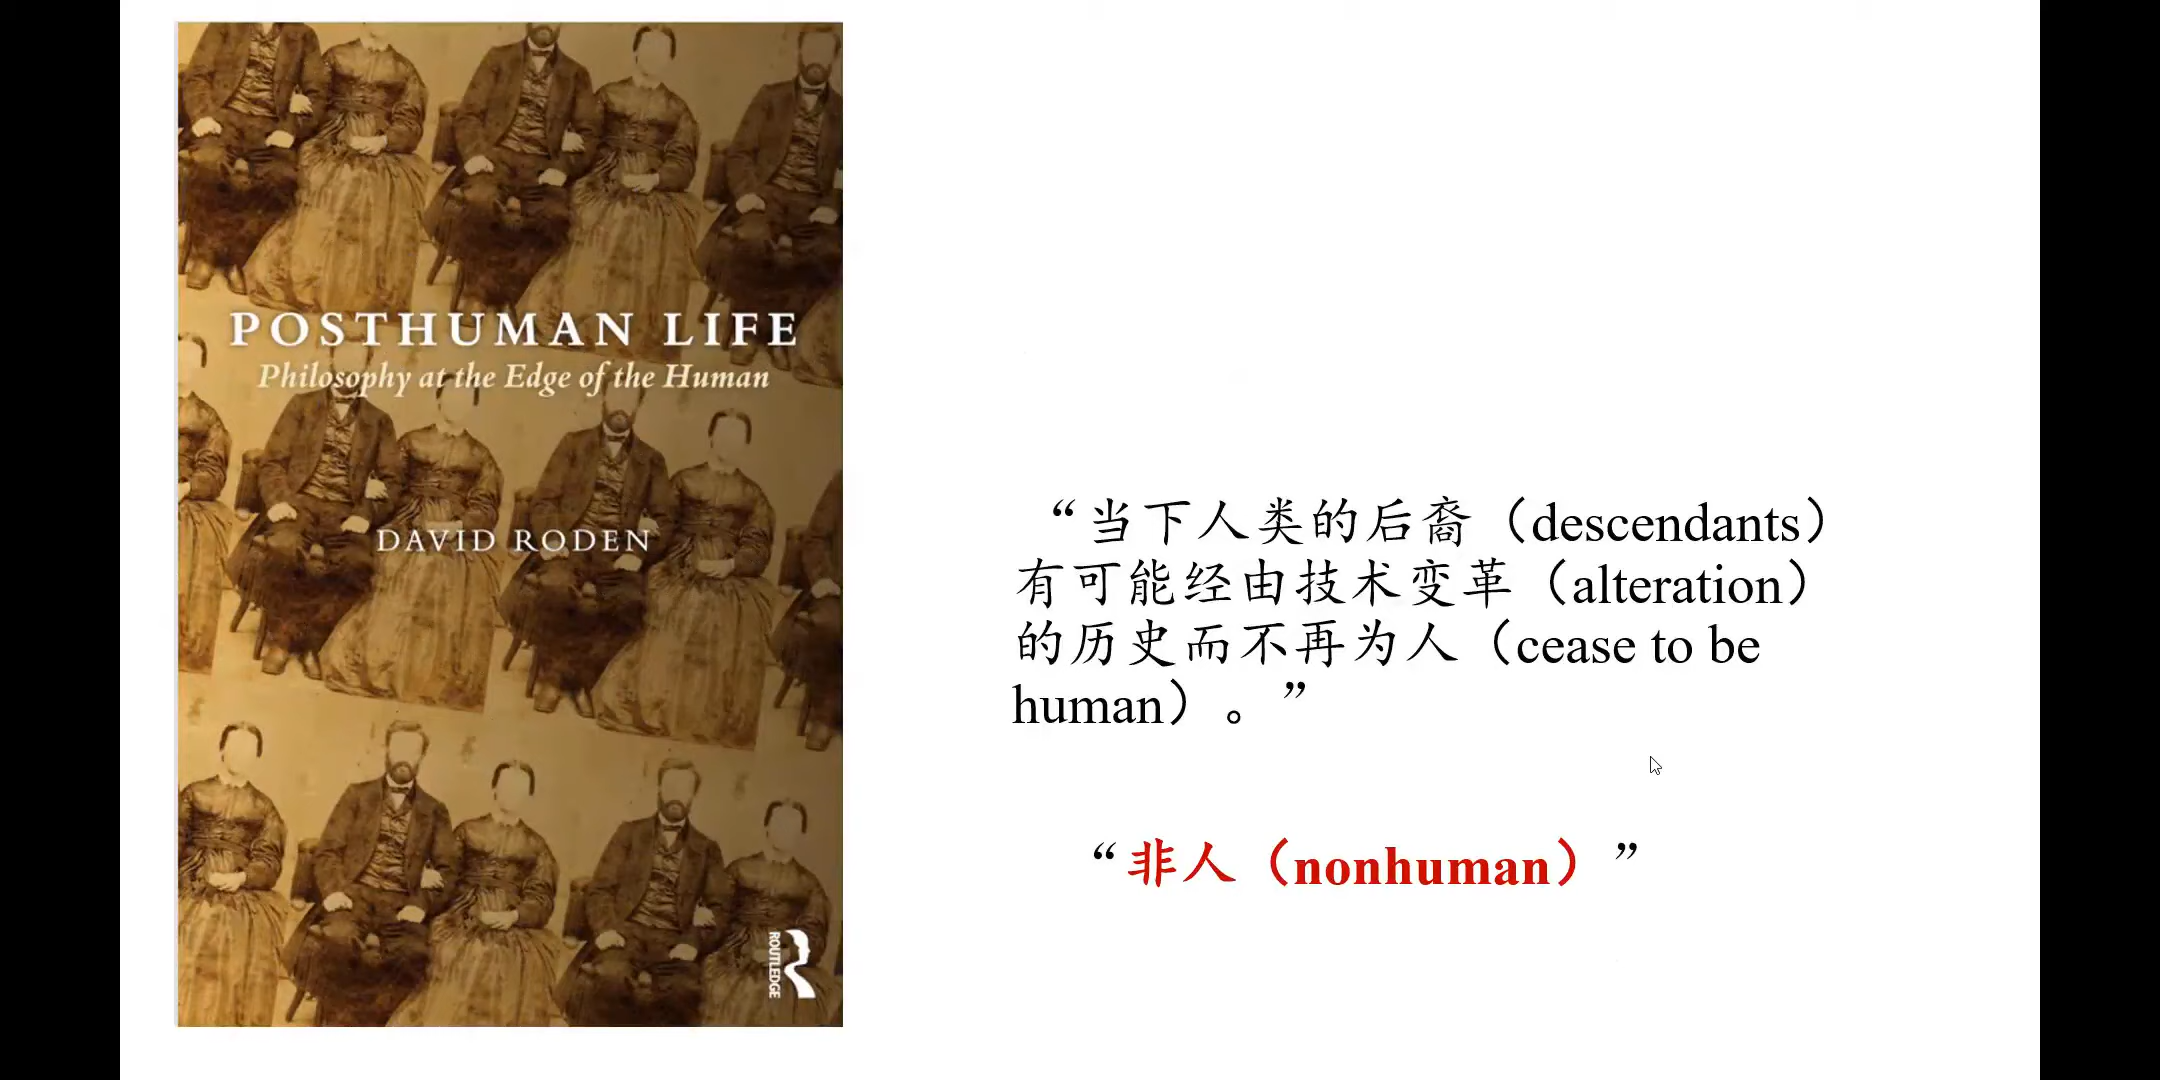 POSTHUMAN LIFE
Philosophy at the Edge of the Human
DAVID RODEN
ROUTLEDGE
“当下人类的后裔（descendants）
有可能经由技术变革（alteration）
的历史而不再为人（cease to be
human）。”
“非人（nonhuman）”